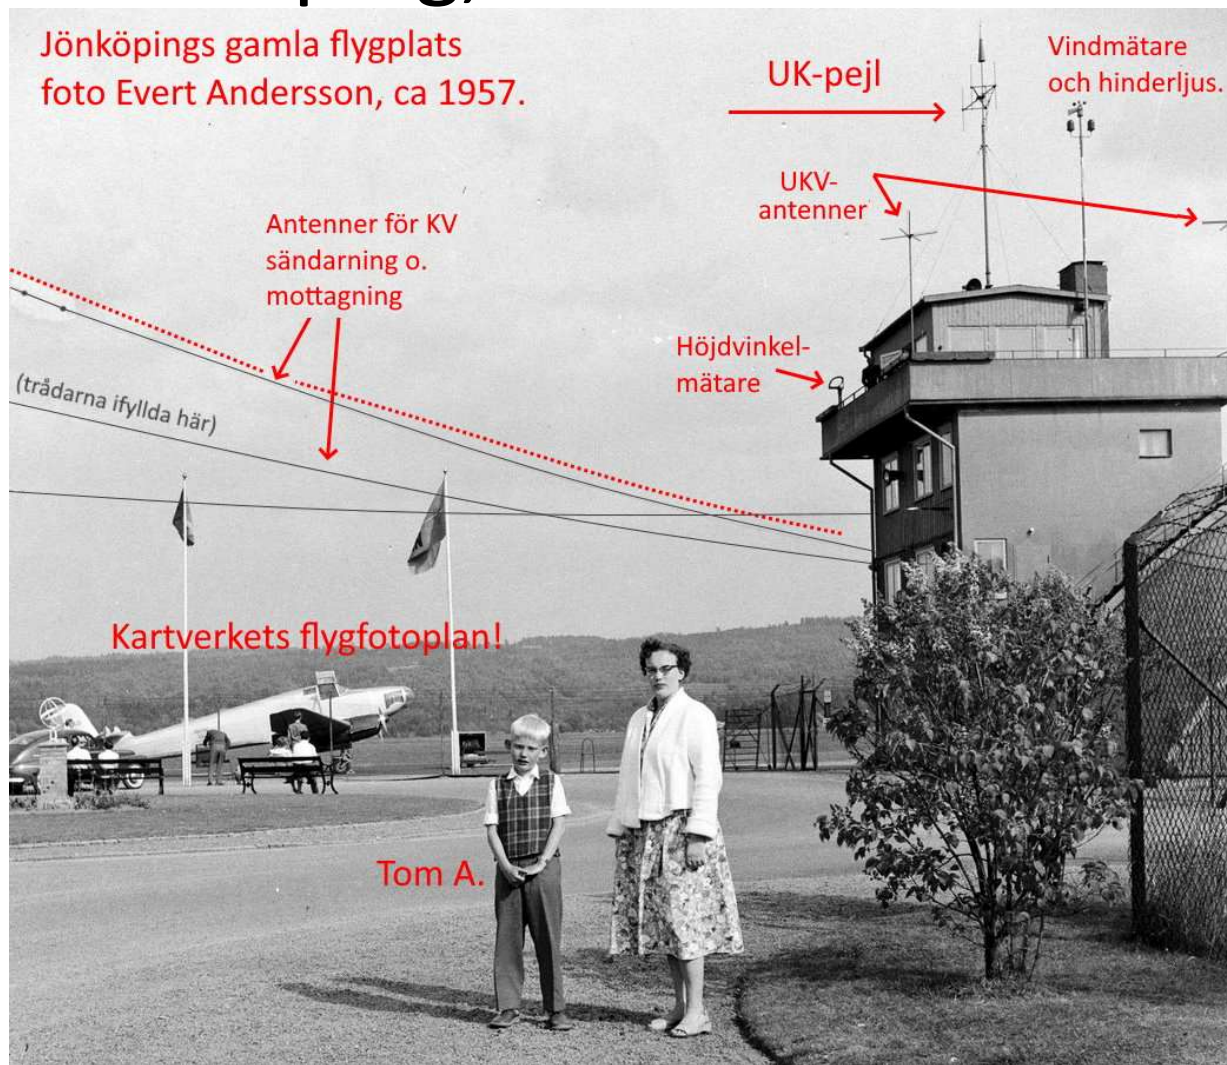 Jönköpings gamla flygplats
foto Evert Andersson, ca 1957.
UK-pejl
Vindmätare
och hinderljus.
UKV-
antenner
Antenner för KV
sändarning o.
mottagning
Höjdvinkel-
mätare
(trådarna ifyllda här)
Kartverkets flygfotoplan!
Tom A.